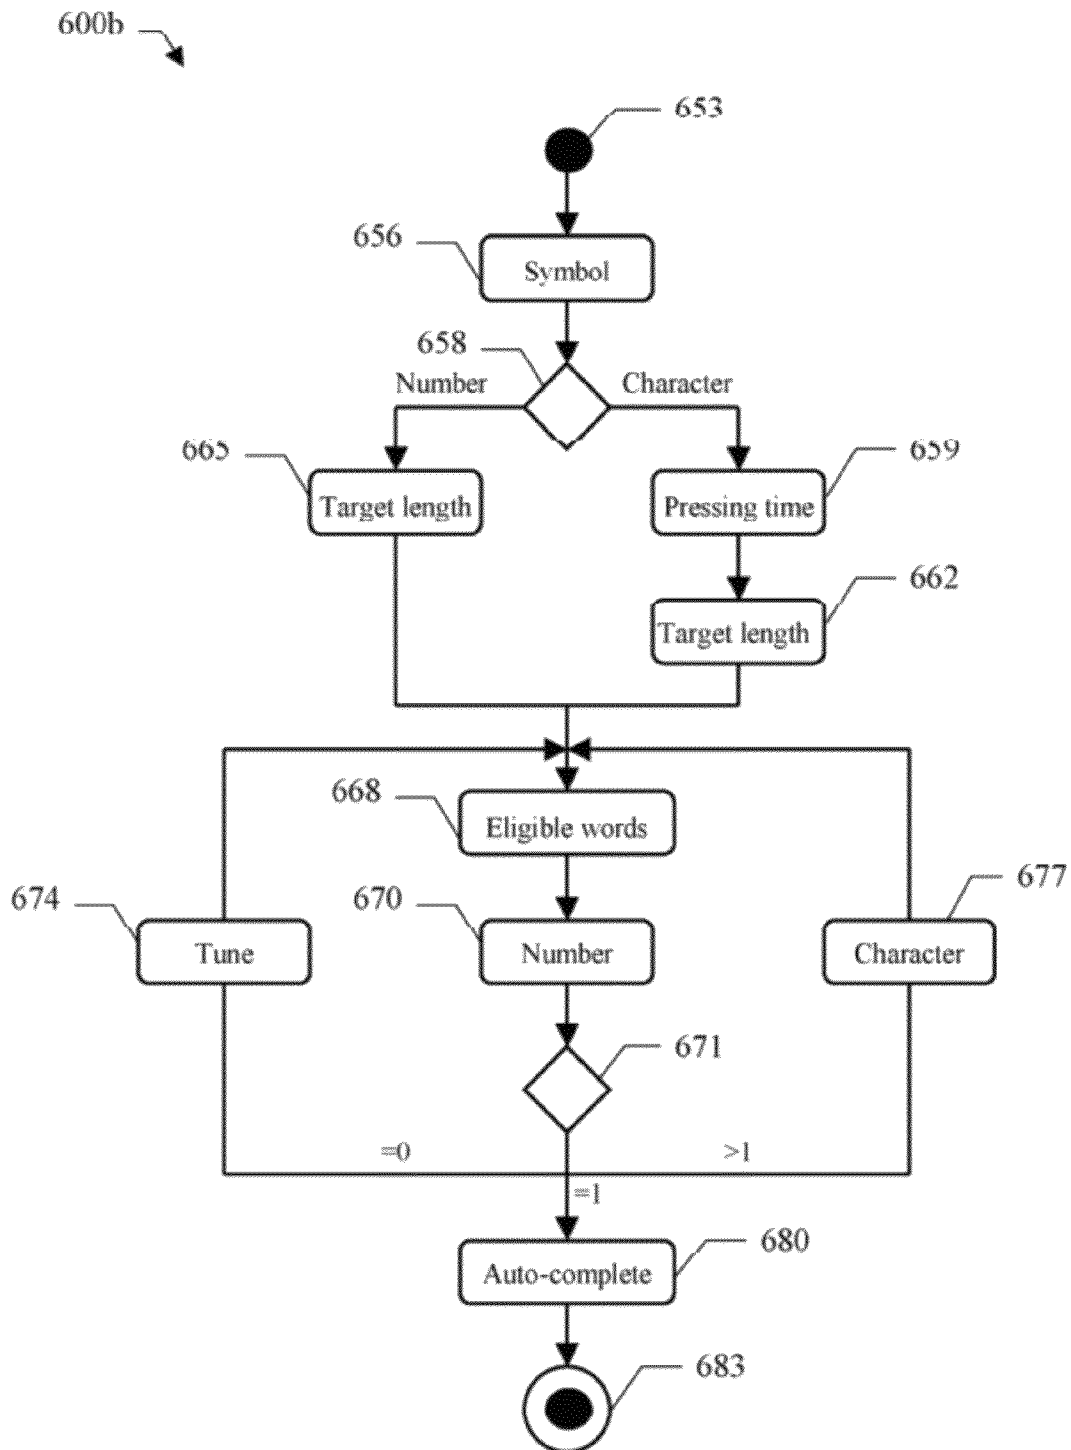 600b
653
656
Symbol
658
Number
Character
665
659
Target length
Pressing time
662
Target length
668
Eligible words
674
670
677
Tune
Number
Character
671
=0
>1
=1
680
Auto-complete
683